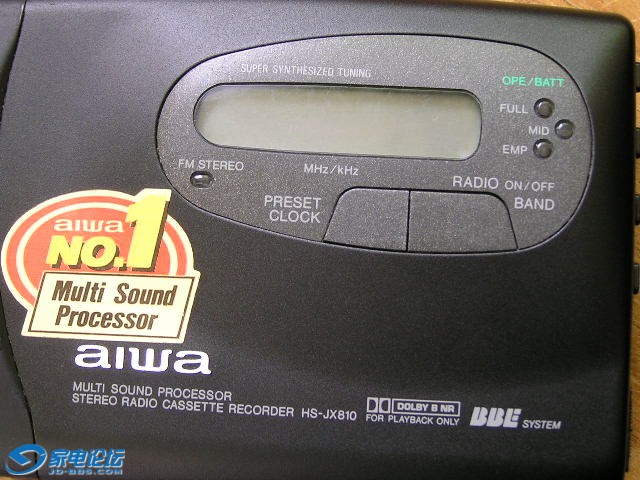 SUPER SYNTHESIZED TUNING
OPE/BATT
FULL
MID
EMP
FM STEREO
MHz/kHz
RADIO ON/OFF
PRESET
CLOCK
BAND
aiwa
NO.1
Multi Sound
Processor
aiwa
MULTI SOUND PROCESSOR
STEREO RADIO CASSETTE RECORDER HS-JX810
DOLBY B NR
FOR PLAYBACK ONLY
BBE SYSTEM
家电论坛
JD-BBS.COM